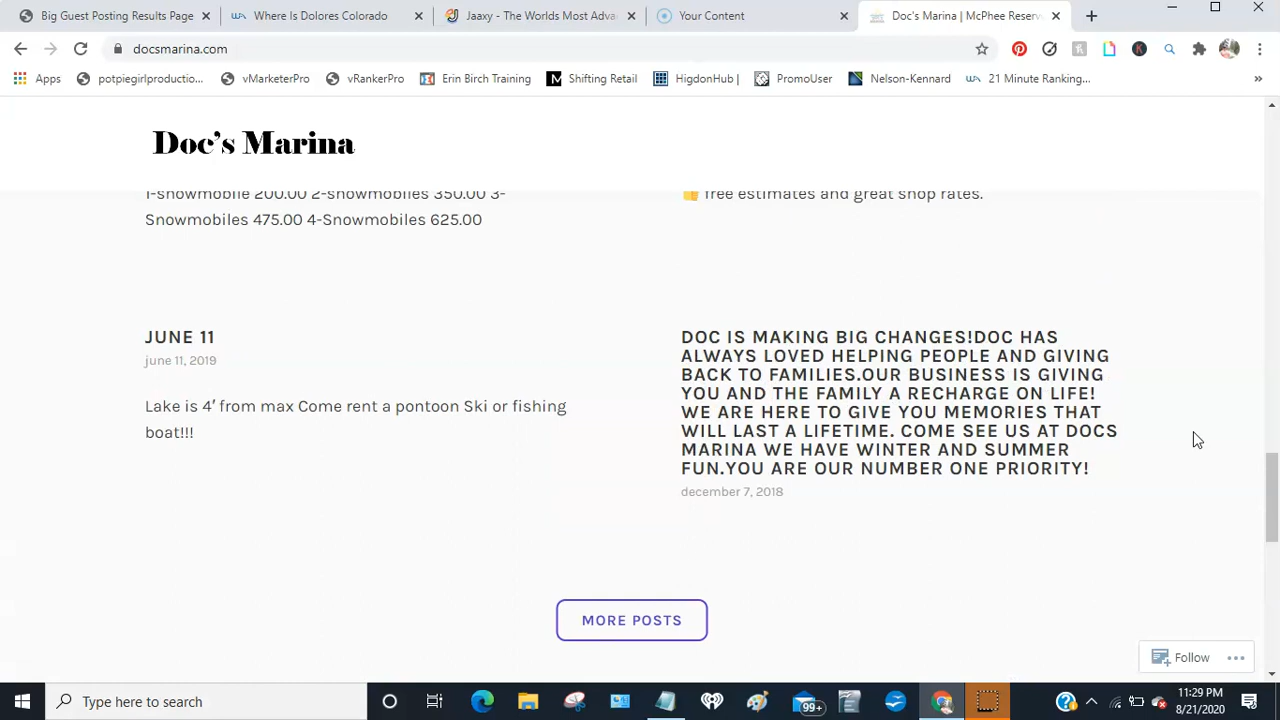 Big Guest Posting Results Page
Where Is Dolores Colorado
Jaaxy - The Worlds Most Adva
Your Content
Doc's Marina | McPhee Reserv
docsmarina.com
Apps
potpiegirlproductio...
vMarketerPro
vRankerPro
Erin Birch Training
Shifting Retail
HigdonHub |
PromoUser
Nelson-Kennard
21 Minute Ranking...
Doc's Marina
1-snowmobile 200.00 2-snowmobiles 350.00 3-
Snowmobiles 475.00 4-Snowmobiles 625.00
free estimates and great shop rates.
JUNE 11
june 11, 2019
Lake is 4′ from max Come rent a pontoon Ski or fishing
boat!!!
DOC IS MAKING BIG CHANGES!DOC HAS
ALWAYS LOVED HELPING PEOPLE AND GIVING
BACK TO FAMILIES.OUR BUSINESS IS GIVING
YOU AND THE FAMILY A RECHARGE ON LIFE!
WE ARE HERE TO GIVE YOU MEMORIES THAT
WILL LAST A LIFETIME. COME SEE US AT DOCS
MARINA WE HAVE WINTER AND SUMMER
FUN.YOU ARE OUR NUMBER ONE PRIORITY!
december 7, 2018
MORE POSTS
Follow
Type here to search
99+
11:29 PM
8/21/2020